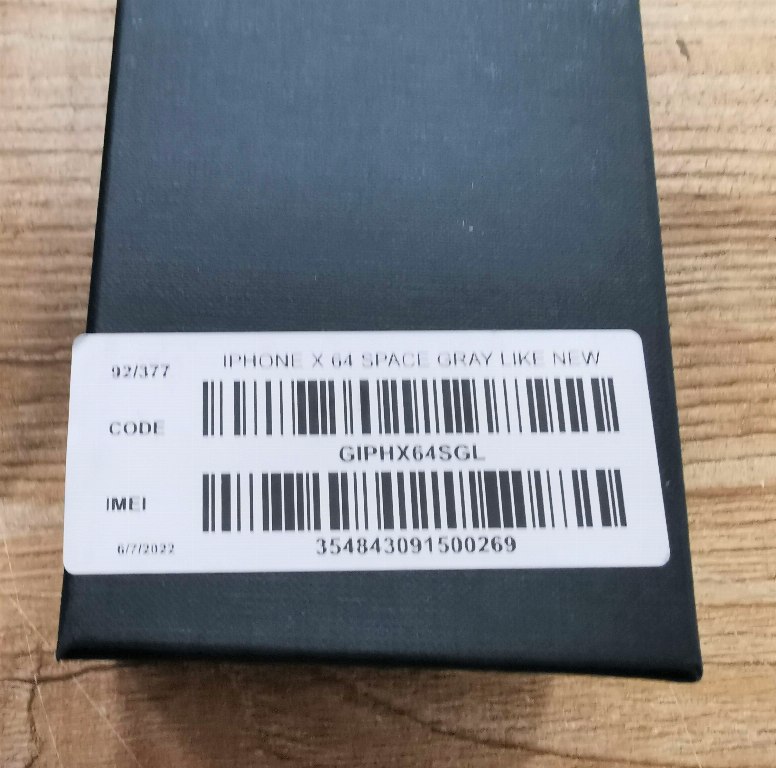 92/377
IPHONE X 64 SPACE GRAY LIKE NEW
CODE
GIPHX64SGL
IMEI
6/7/2022
354843091500269